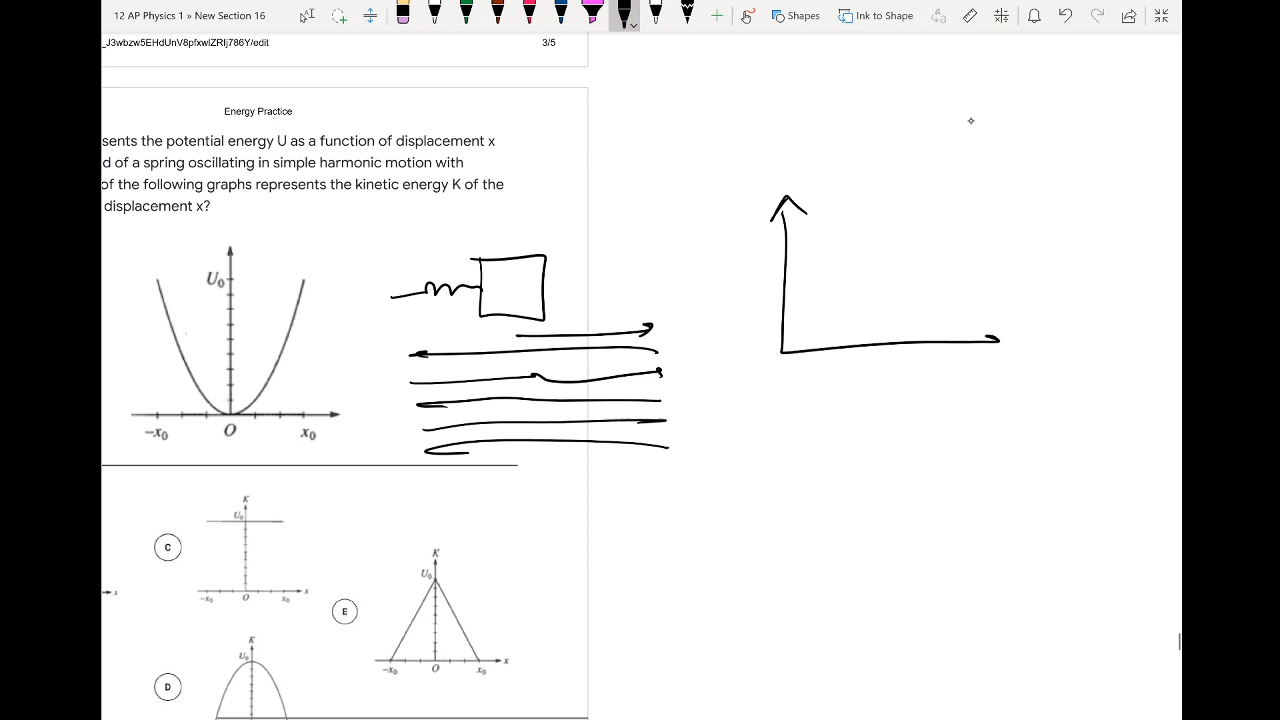 12 AP Physics 1 » New Section 16
Shapes
Ink to Shape
_J3wbzw5EHdUnV8pfxwlZRIj786Y/edit
3/5
Energy Practice
sents the potential energy U as a function of displacement x
d of a spring oscillating in simple harmonic motion with
of the following graphs represents the kinetic energy K of the
displacement x?
U₀
−x₀ O x₀
C
K
U₀
−x₀ O x₀ x
x
E
K
U₀
−x₀ O x₀ x
D
K
U₀